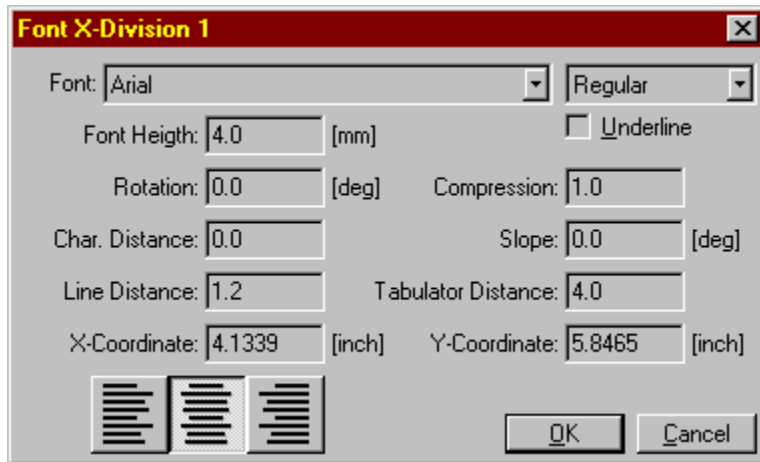 Font X-Division 1
Font: Arial Regular
Font Heigth: 4.0 [mm] Underline
Rotation: 0.0 [deg] Compression: 1.0
Char. Distance: 0.0 Slope: 0.0 [deg]
Line Distance: 1.2 Tabulator Distance: 4.0
X-Coordinate: 4.1339 [inch] Y-Coordinate: 5.8465 [inch]
OK Cancel